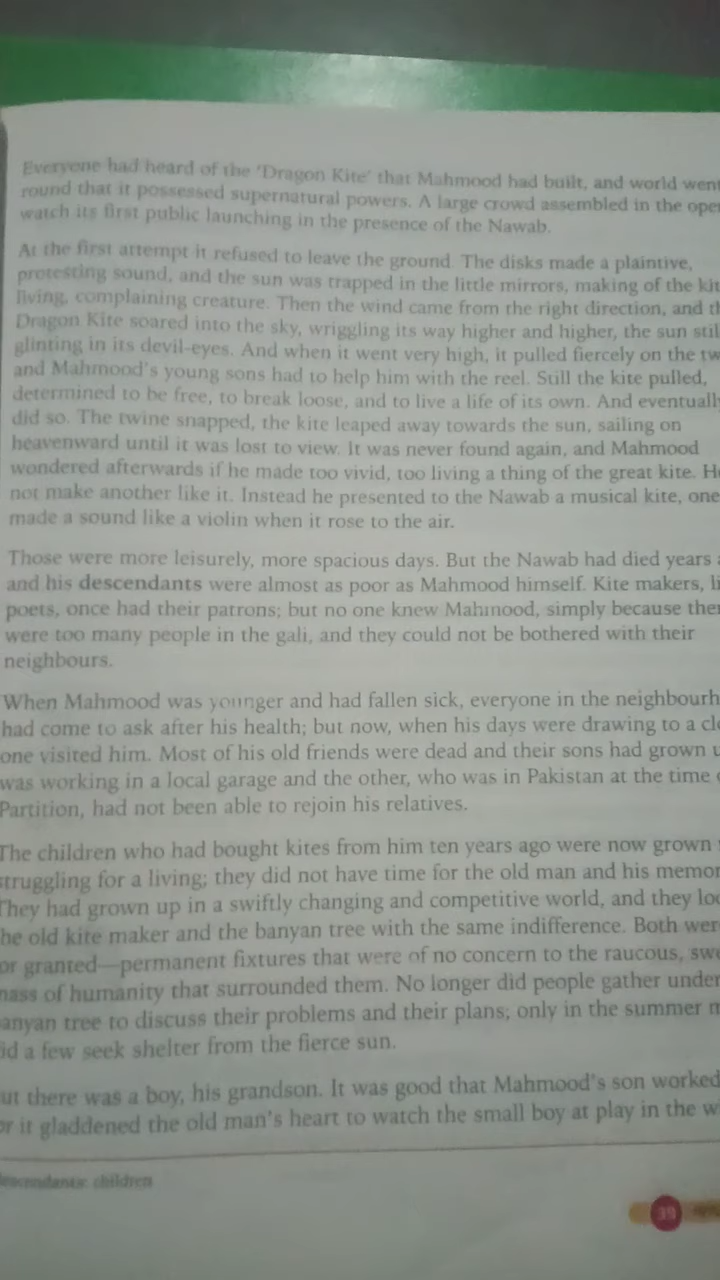 Everyone had heard of the 'Dragon Kite' that Mahmood had built, and world went
round that it possessed supernatural powers. A large crowd assembled in the
watch its first public launching in the presence of the Nawab.
At the first attempt it refused to leave the ground. The disks made a plaintive,
protesting sound, and the sun was trapped in the little mirrors, making of the
living, complaining creature. Then the wind came from the right direction, and
Dragon Kite soared into the sky, wriggling its way higher and higher, the sun
glinting in its devil-eyes. And when it went very high, it pulled fiercely on the
and Mahmood's young sons had to help him with the reel. Still the kite pulled,
determined to be free, to break loose, and to live a life of its own. And
did so. The twine snapped, the kite leaped away towards the sun, sailing on
heavenward until it was lost to view. It was never found again, and Mahmood
wondered afterwards if he made too vivid, too living a thing of the great kite.
not make another like it. Instead he presented to the Nawab a musical kite, one
made a sound like a violin when it rose to the air.
Those were more leisurely, more spacious days. But the Nawab had died years
and his descendants were almost as poor as Mahmood himself. Kite makers,
poets, once had their patrons; but no one knew Mahmood, simply because
were too many people in the gali, and they could not be bothered with their
neighbours.
When Mahmood was younger and had fallen sick, everyone in the
had come to ask after his health; but now, when his days were drawing to a
one visited him. Most of his old friends were dead and their sons had grown
was working in a local garage and the other, who was in Pakistan at the time
Partition, had not been able to rejoin his relatives.
The children who had bought kites from him ten years ago were now grown
struggling for a living; they did not have time for the old man and his
They had grown up in a swiftly changing and competitive world, and they
he old kite maker and the banyan tree with the same indifference. Both
or granted—permanent fixtures that were of no concern to the raucous,
mass of humanity that surrounded them. No longer did people gather under
anyan tree to discuss their problems and their plans; only in the summer
id a few seek shelter from the fierce sun.
ut there was a boy, his grandson. It was good that Mahmood's son worked
or it gladdened the old man's heart to watch the small boy at play in the
descendants: children
39